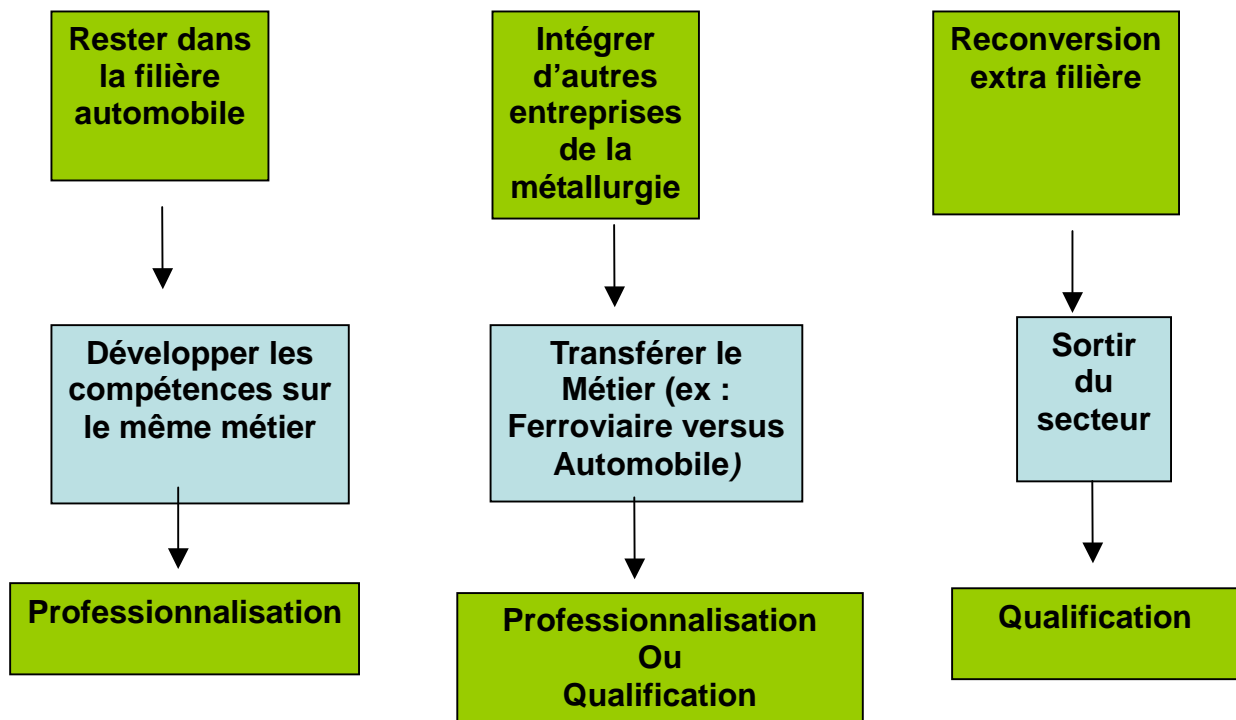 Rester dans
la filière
automobile
Intégrer
d'autres
entreprises
de la
métallurgie
Reconversion
extra filière
Développer les
compétences sur
le même métier
Transférer le
Métier (ex :
Ferroviaire versus
Automobile)
Sortir
du
secteur
Professionnalisation
Professionnalisation
Ou
Qualification
Qualification